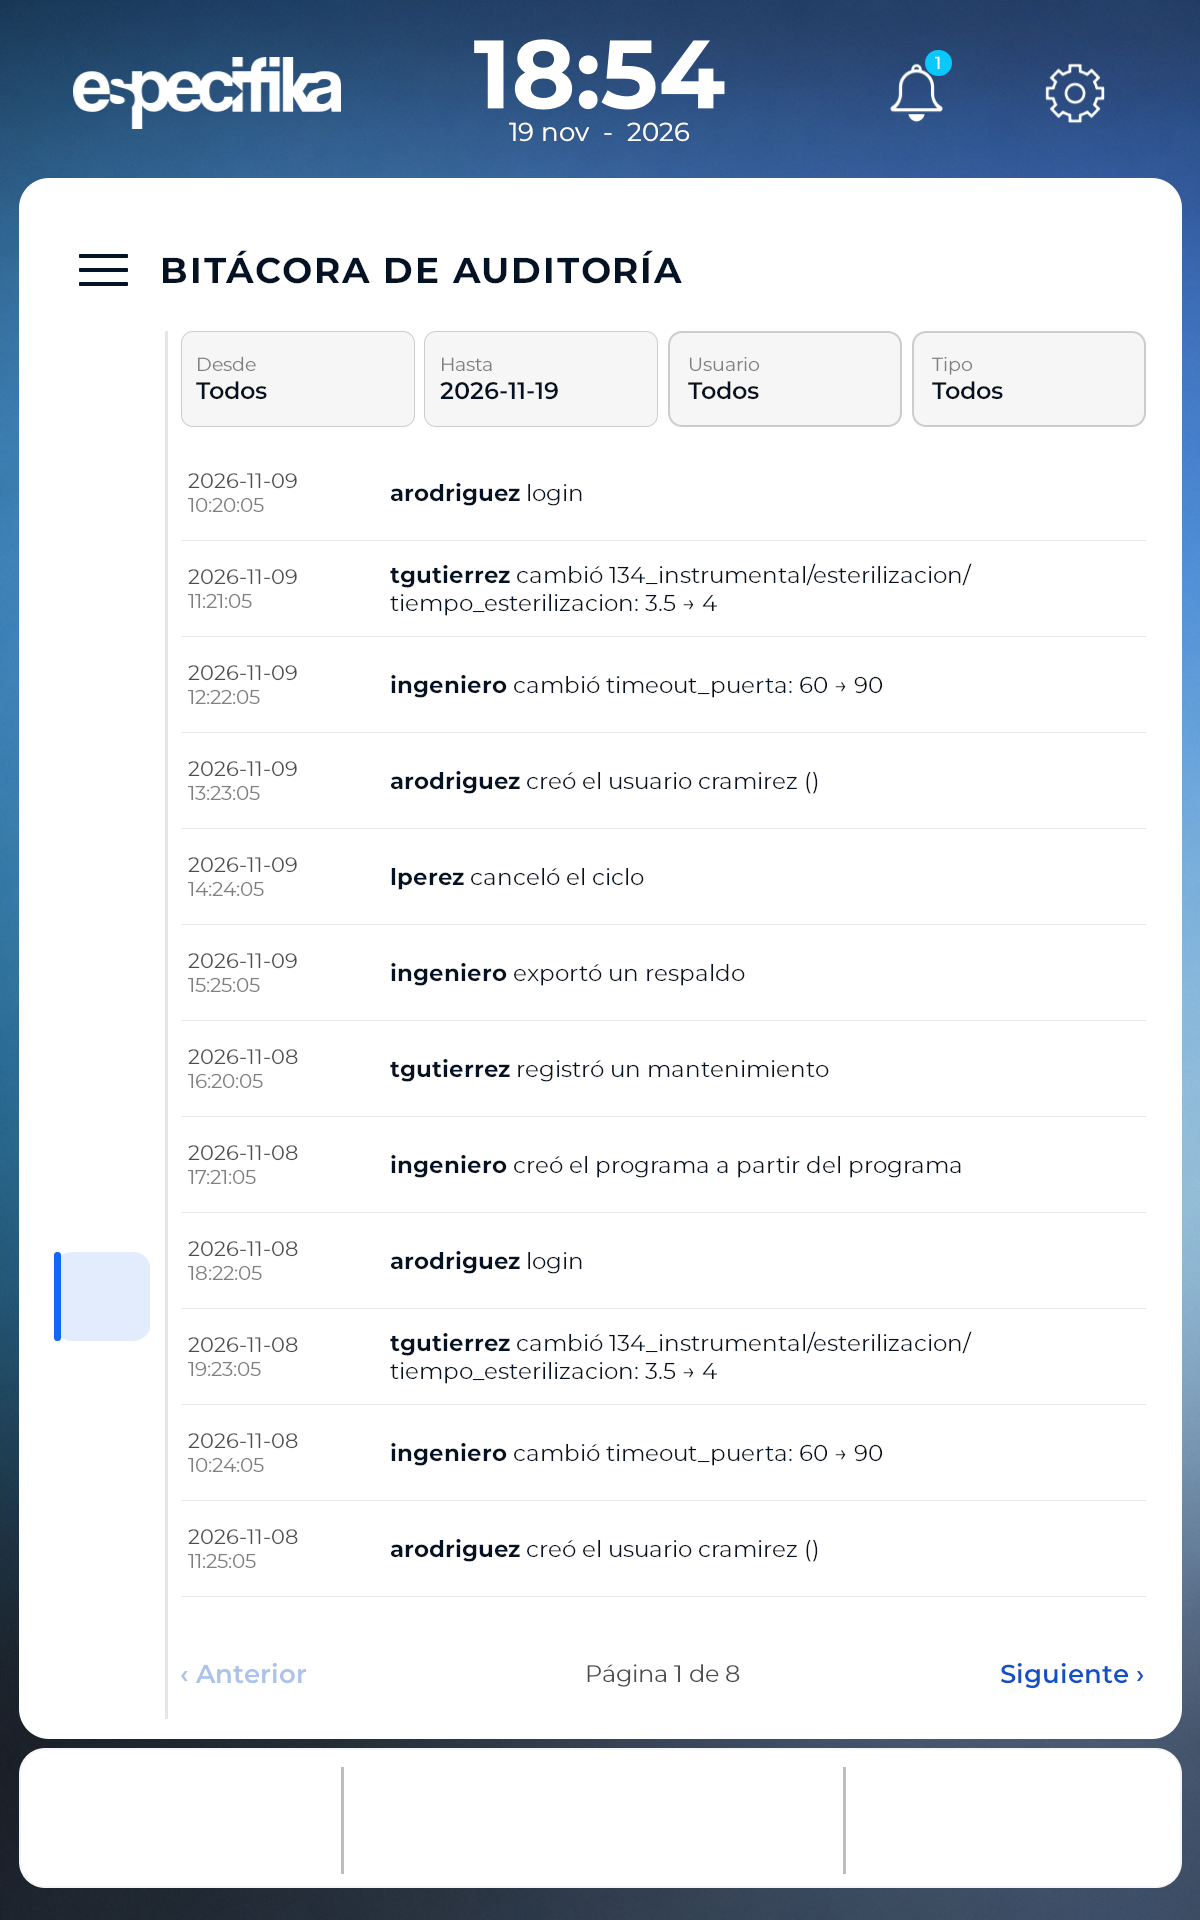 especifika
18:54
19 nov - 2026
1
BITÁCORA DE AUDITORÍA
Desde
Todos
Hasta
2026-11-19
Usuario
Todos
Tipo
Todos
2026-11-09
10:20:05
arodriguez login
2026-11-09
11:21:05
tgutierrez cambió 134_instrumental/esterilizacion/
tiempo_esterilizacion: 3.5 → 4
2026-11-09
12:22:05
ingeniero cambió timeout_puerta: 60 → 90
2026-11-09
13:23:05
arodriguez creó el usuario cramirez ()
2026-11-09
14:24:05
lperez canceló el ciclo
2026-11-09
15:25:05
ingeniero exportó un respaldo
2026-11-08
16:20:05
tgutierrez registró un mantenimiento
2026-11-08
17:21:05
ingeniero creó el programa a partir del programa
2026-11-08
18:22:05
arodriguez login
2026-11-08
19:23:05
tgutierrez cambió 134_instrumental/esterilizacion/
tiempo_esterilizacion: 3.5 → 4
2026-11-08
10:24:05
ingeniero cambió timeout_puerta: 60 → 90
2026-11-08
11:25:05
arodriguez creó el usuario cramirez ()
‹ Anterior
Página 1 de 8
Siguiente ›